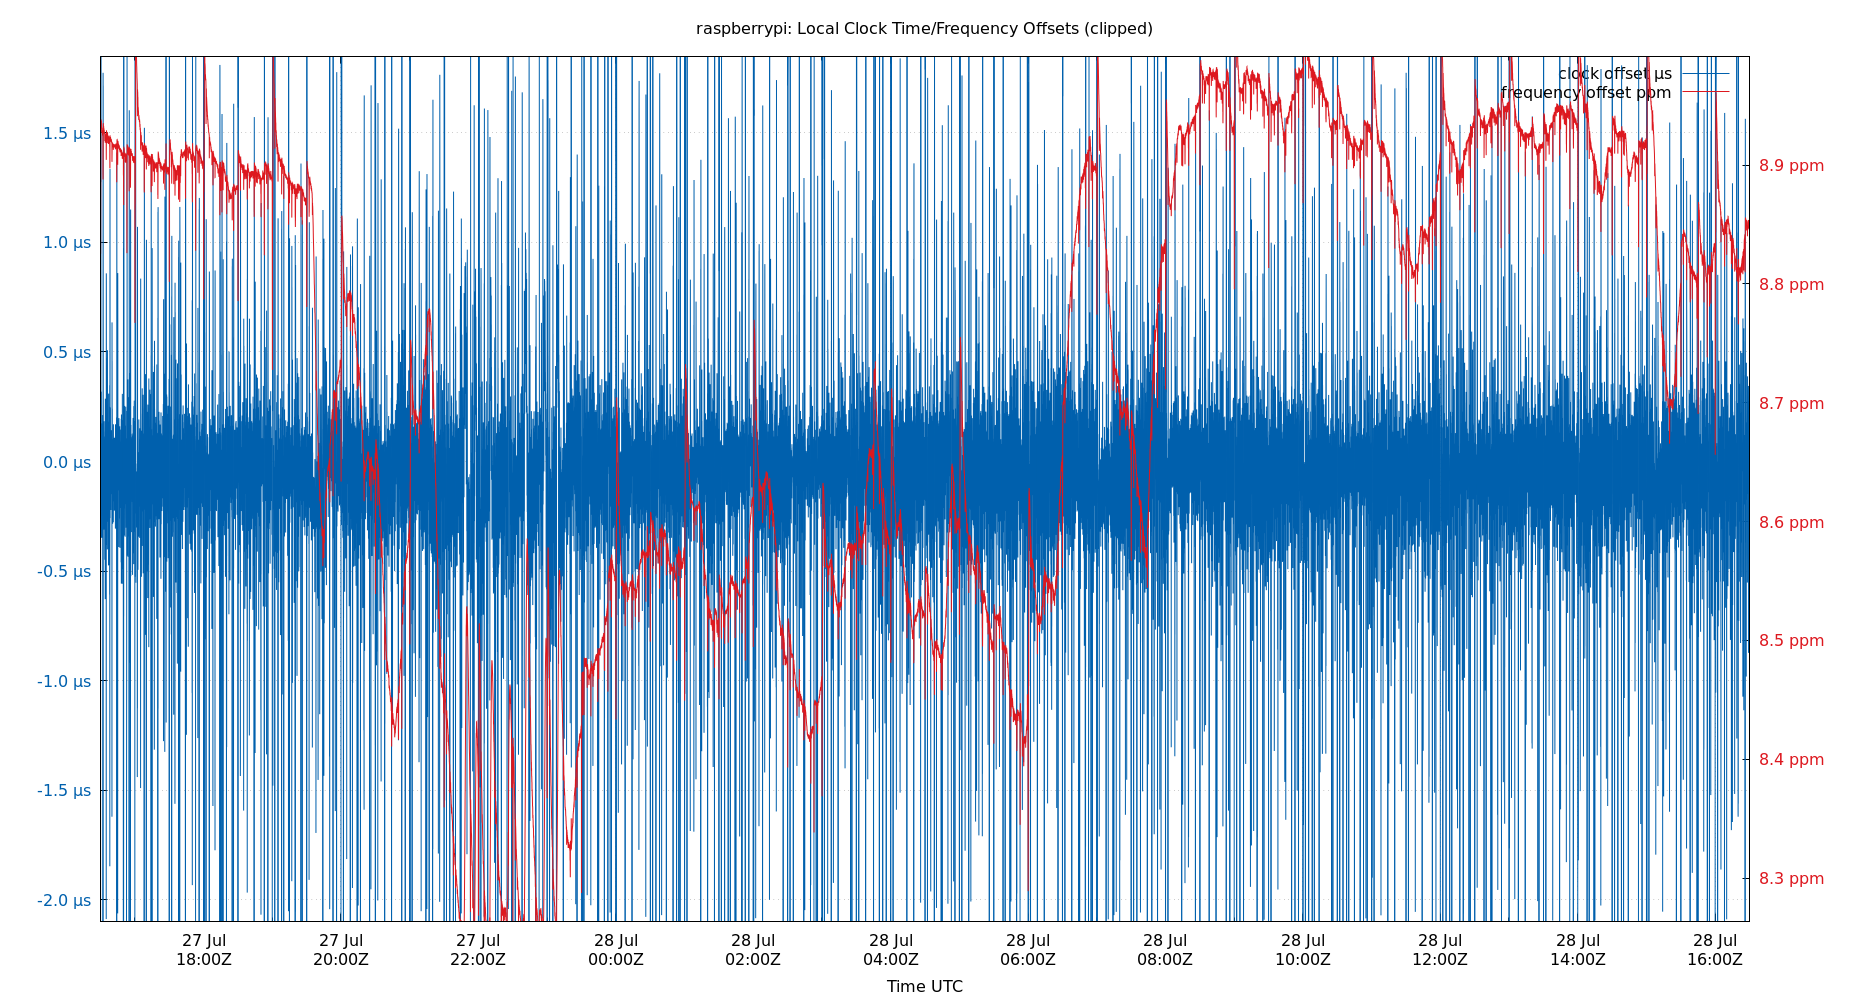 raspberrypi: Local Clock Time/Frequency Offsets (clipped)
clock offset µs
frequency offset ppm
1.5 µs
1.0 µs
0.5 µs
0.0 µs
-0.5 µs
-1.0 µs
-1.5 µs
-2.0 µs
8.9 ppm
8.8 ppm
8.7 ppm
8.6 ppm
8.5 ppm
8.4 ppm
8.3 ppm
27 Jul 27 Jul 27 Jul 28 Jul 28 Jul 28 Jul 28 Jul 28 Jul 28 Jul 28 Jul 28 Jul 28 Jul
18:00Z 20:00Z 22:00Z 00:00Z 02:00Z 04:00Z 06:00Z 08:00Z 10:00Z 12:00Z 14:00Z 16:00Z
Time UTC